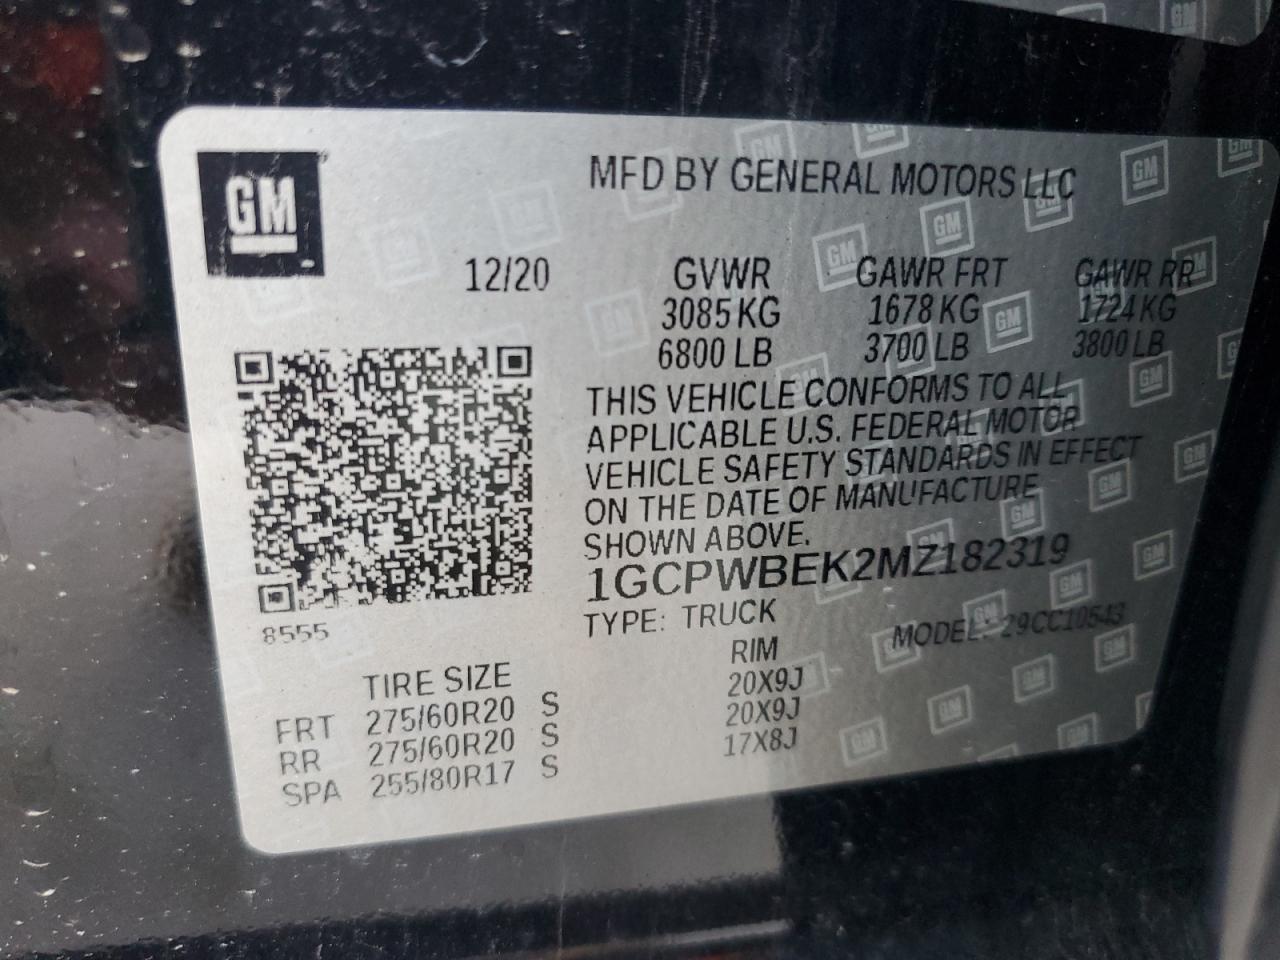 GM
MFD BY GENERAL MOTORS LLC
12/20 GVWR GAWR FRT GAWR RR
3085 KG 1678 KG 1724 KG
6800 LB 3700 LB 3800 LB
THIS VEHICLE CONFORMS TO ALL
APPLICABLE U.S. FEDERAL MOTOR
VEHICLE SAFETY STANDARDS IN EFFECT
ON THE DATE OF MANUFACTURE
SHOWN ABOVE.
1GCPWBEK2MZ182319
TYPE: TRUCK MODEL: 29CC10543
8555
TIRE SIZE RIM
FRT 275/60R20 S 20X9J
RR 275/60R20 S 20X9J
SPA 255/80R17 S 17X8J